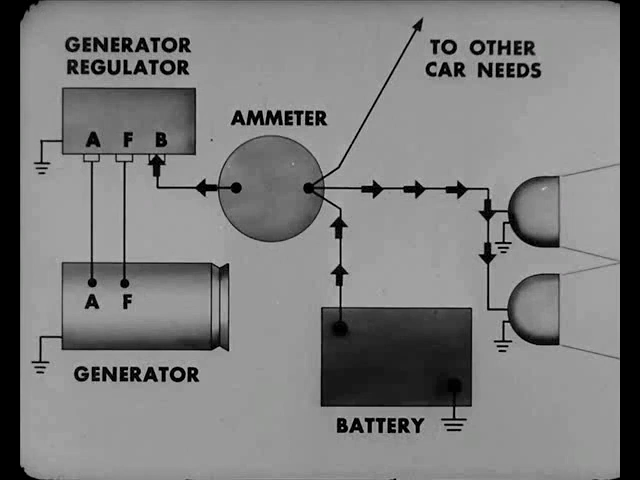 GENERATOR
REGULATOR
TO OTHER
CAR NEEDS
AMMETER
A F B
A F
GENERATOR
BATTERY